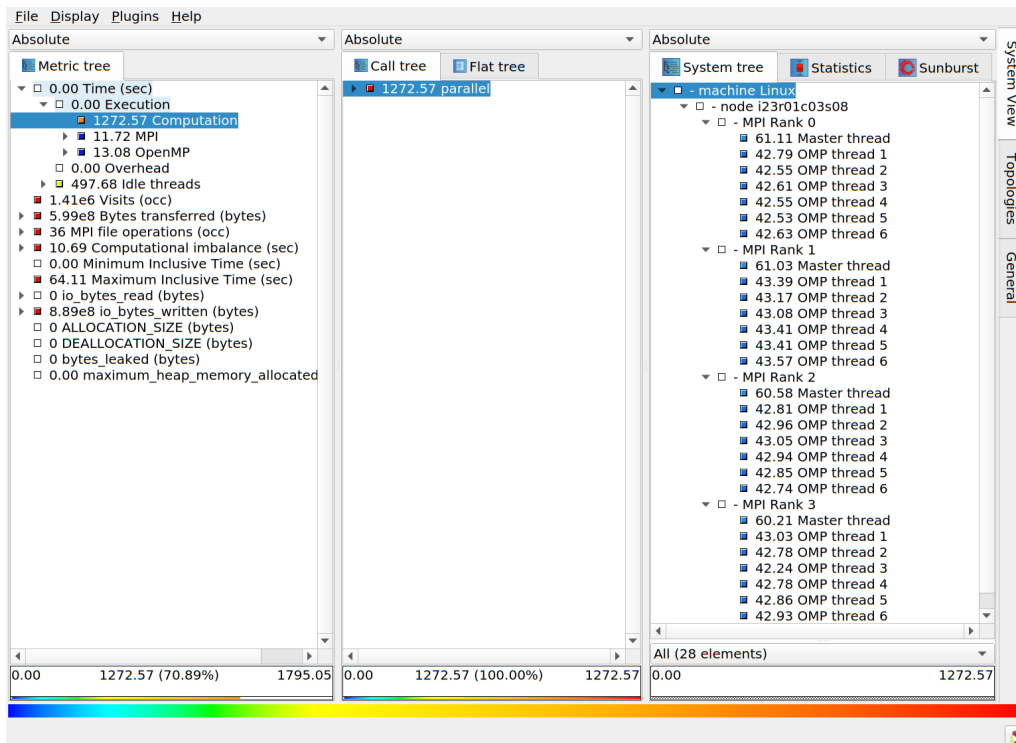 File Display Plugins Help
Absolute
Absolute
Absolute
Metric tree
0.00 Time (sec)
0.00 Execution
1272.57 Computation
11.72 MPI
13.08 OpenMP
0.00 Overhead
497.68 Idle threads
1.41e6 Visits (occ)
5.99e8 Bytes transferred (bytes)
36 MPI file operations (occ)
10.69 Computational imbalance (sec)
0.00 Minimum Inclusive Time (sec)
64.11 Maximum Inclusive Time (sec)
0 io_bytes_read (bytes)
8.89e8 io_bytes_written (bytes)
0 ALLOCATION_SIZE (bytes)
0 DEALLOCATION_SIZE (bytes)
0 bytes_leaked (bytes)
0.00 maximum_heap_memory_allocated
0.00 1272.57 (70.89%) 1795.05
Call tree Flat tree
1272.57 parallel
0.00 1272.57 (100.00%) 1272.57
System tree Statistics Sunburst
- machine Linux
- node i23r01c03s08
- MPI Rank 0
61.11 Master thread
42.79 OMP thread 1
42.55 OMP thread 2
42.61 OMP thread 3
42.55 OMP thread 4
42.53 OMP thread 5
42.63 OMP thread 6
- MPI Rank 1
61.03 Master thread
43.39 OMP thread 1
43.17 OMP thread 2
43.08 OMP thread 3
43.41 OMP thread 4
43.41 OMP thread 5
43.57 OMP thread 6
- MPI Rank 2
60.58 Master thread
42.81 OMP thread 1
42.96 OMP thread 2
43.05 OMP thread 3
42.94 OMP thread 4
42.85 OMP thread 5
42.74 OMP thread 6
- MPI Rank 3
60.21 Master thread
43.03 OMP thread 1
42.78 OMP thread 2
42.24 OMP thread 3
42.78 OMP thread 4
42.86 OMP thread 5
42.93 OMP thread 6
All (28 elements)
0.00 1272.57
System View
Topologies
General